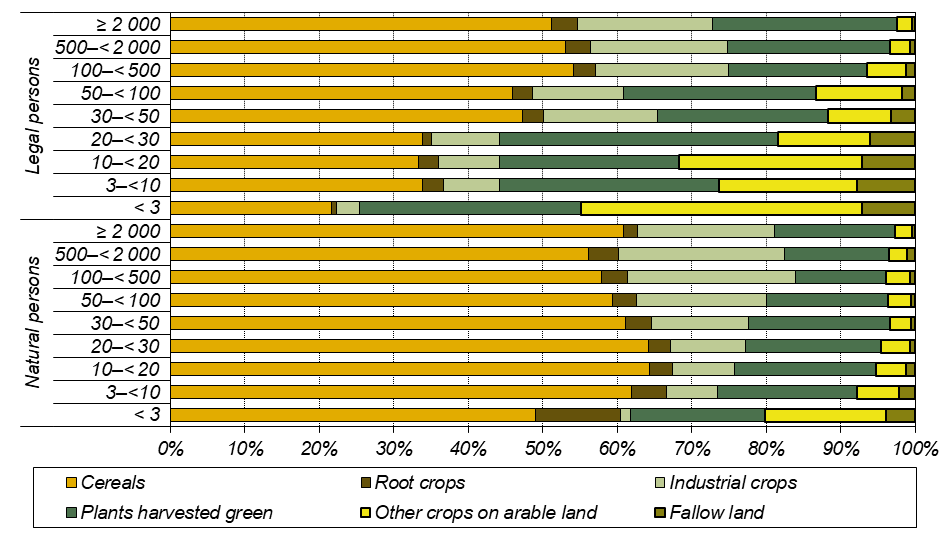 Legal persons
≥ 2 000
500–< 2 000
100–< 500
50–< 100
30–< 50
20–< 30
10–< 20
3–<10
< 3
Natural persons
≥ 2 000
500–< 2 000
100–< 500
50–< 100
30–< 50
20–< 30
10–< 20
3–<10
< 3
0% 10% 20% 30% 40% 50% 60% 70% 80% 90% 100%
Cereals Root crops Industrial crops
Plants harvested green Other crops on arable land Fallow land